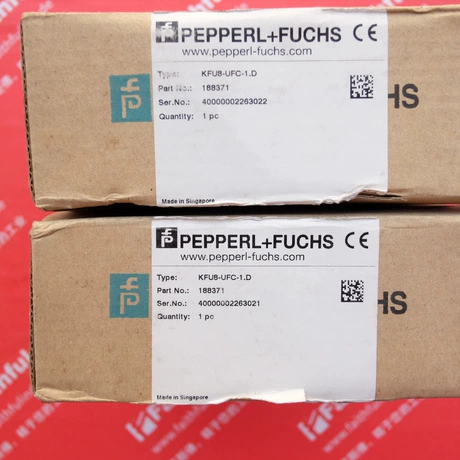 PEPPERL+FUCHS CE
www.pepperl-fuchs.com
Type: KFU8-UFC-1.D
Part No.: 188371
Ser.No.: 40000002263022
Quantity: 1 pc
Made in Singapore
HS
PEPPERL+FUCHS CE
www.pepperl-fuchs.com
Type: KFU8-UFC-1.D
Part No.: 188371
Ser.No.: 40000002263021
Quantity: 1 pc
Made in Singapore
HS